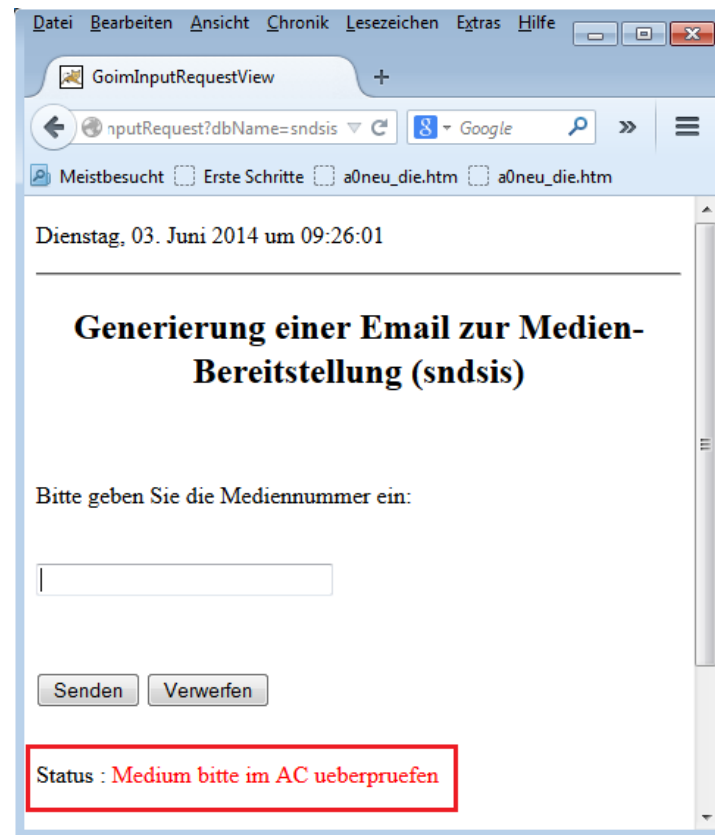 Datei Bearbeiten Ansicht Chronik Lesezeichen Extras Hilfe
GoimInputRequestView
nputRequest?dbName=sndsis Google
Meistbesucht Erste Schritte a0neu_die.htm a0neu_die.htm
Dienstag, 03. Juni 2014 um 09:26:01
Generierung einer Email zur Medien-
Bereitstellung (sndsis)
Bitte geben Sie die Mediennummer ein:
Senden Verwerfen
Status : Medium bitte im AC ueberpruefen